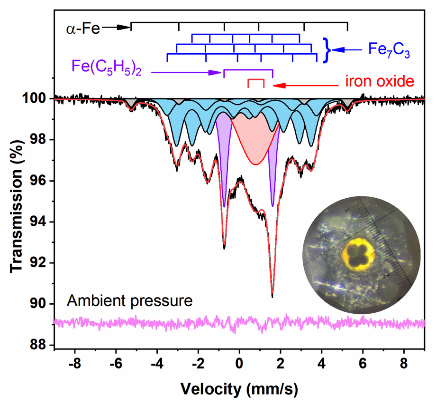 α-Fe
Fe₇C₃
Fe(C₅H₅)₂
iron oxide
100
98
96
94
92
90
88
Transmission (%)
Ambient pressure
-8 -6 -4 -2 0 2 4 6 8
Velocity (mm/s)